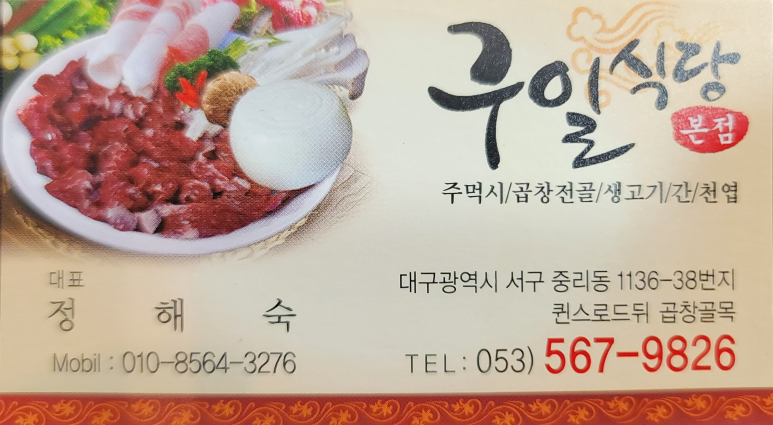 구일식당
본점
주먹시/곱창전골/생고기/간/천엽
대표
정 해 숙
Mobil : 010-8564-3276
대구광역시 서구 중리동 1136-38번지
퀸스로드뒤 곱창골목
TEL : 053) 567-9826